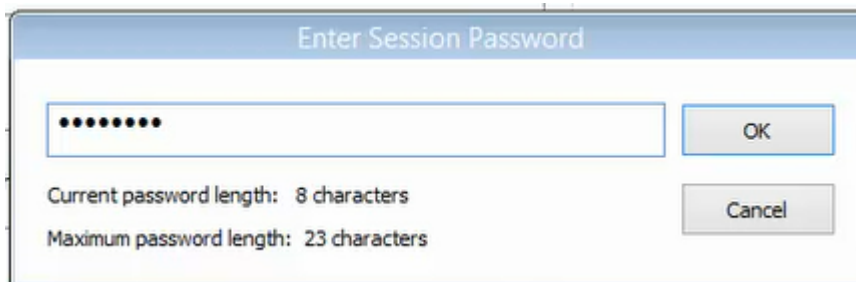 Enter Session Password
••••••••
OK
Current password length: 8 characters
Cancel
Maximum password length: 23 characters